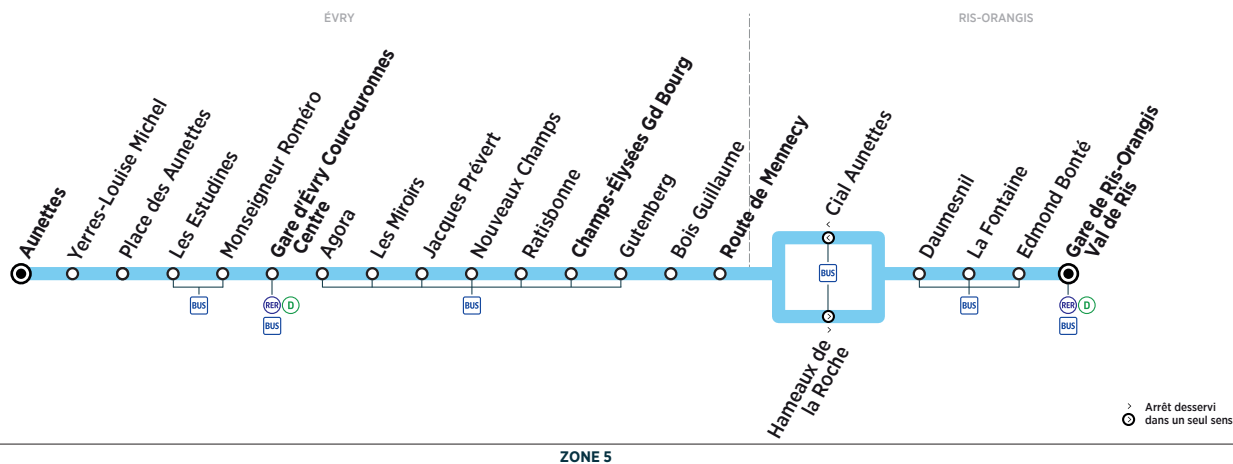 ÉVRY
RIS-ORANGIS
Aunettes
Yerres-Louise Michel
Place des Aunettes
Les Estudines
Monseigneur Roméro
Gare d'Évry Courcouronnes
Centre
Agora
Les Miroirs
Jacques Prévert
Nouveaux Champs
Ratisbonne
Champs-Élysées Gd Bourg
Gutenberg
Bois Guillaume
Route de Mennecy
< Cial Aunettes
Hameaux de >
la Roche
Daumesnil
La Fontaine
Edmond Bonté
Gare de Ris-Orangis
Val de Ris
BUS
BUS
RER D
BUS
BUS
BUS
RER D
BUS
> Arrêt desservi
dans un seul sens
ZONE 5